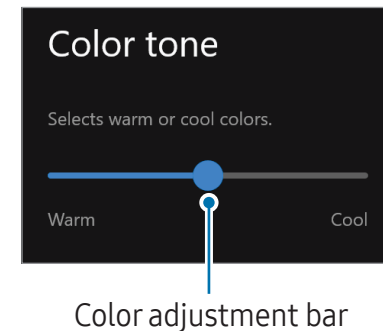 Color tone
Selects warm or cool colors.
Warm Cool
Color adjustment bar